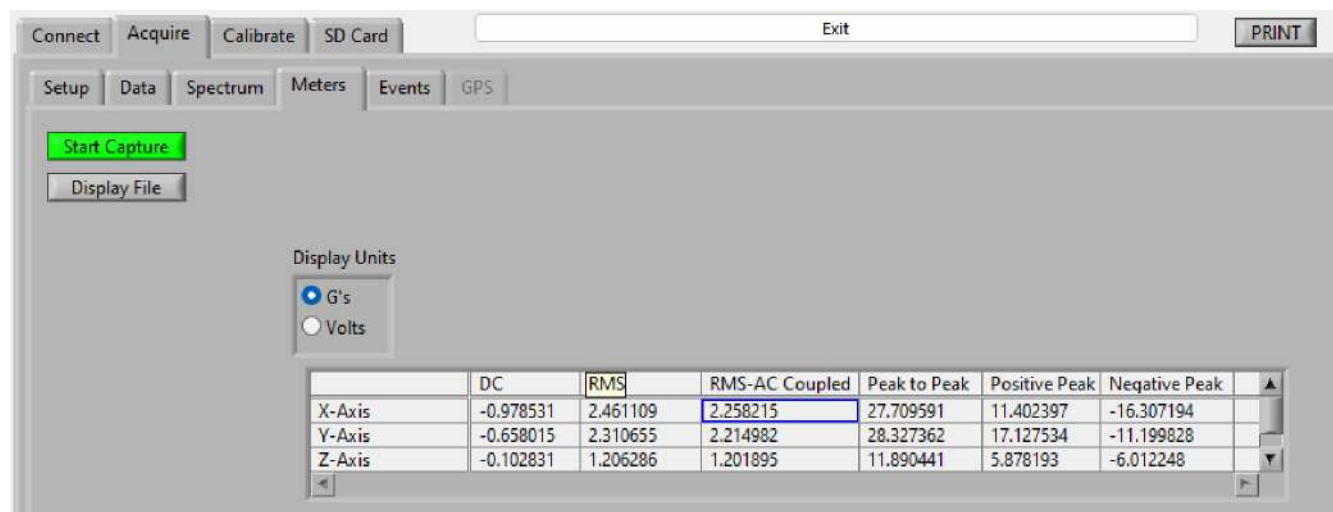 Connect Acquire Calibrate SD Card Exit PRINT
Setup Data Spectrum Meters Events GPS
Start Capture
Display File
Display Units
G's
Volts
DC RMS RMS-AC Coupled Peak to Peak Positive Peak Negative Peak
X-Axis -0.978531 2.461109 2.258215 27.709591 11.402397 -16.307194
Y-Axis -0.658015 2.310655 2.214982 28.327362 17.127534 -11.199828
Z-Axis -0.102831 1.206286 1.201895 11.890441 5.878193 -6.012248